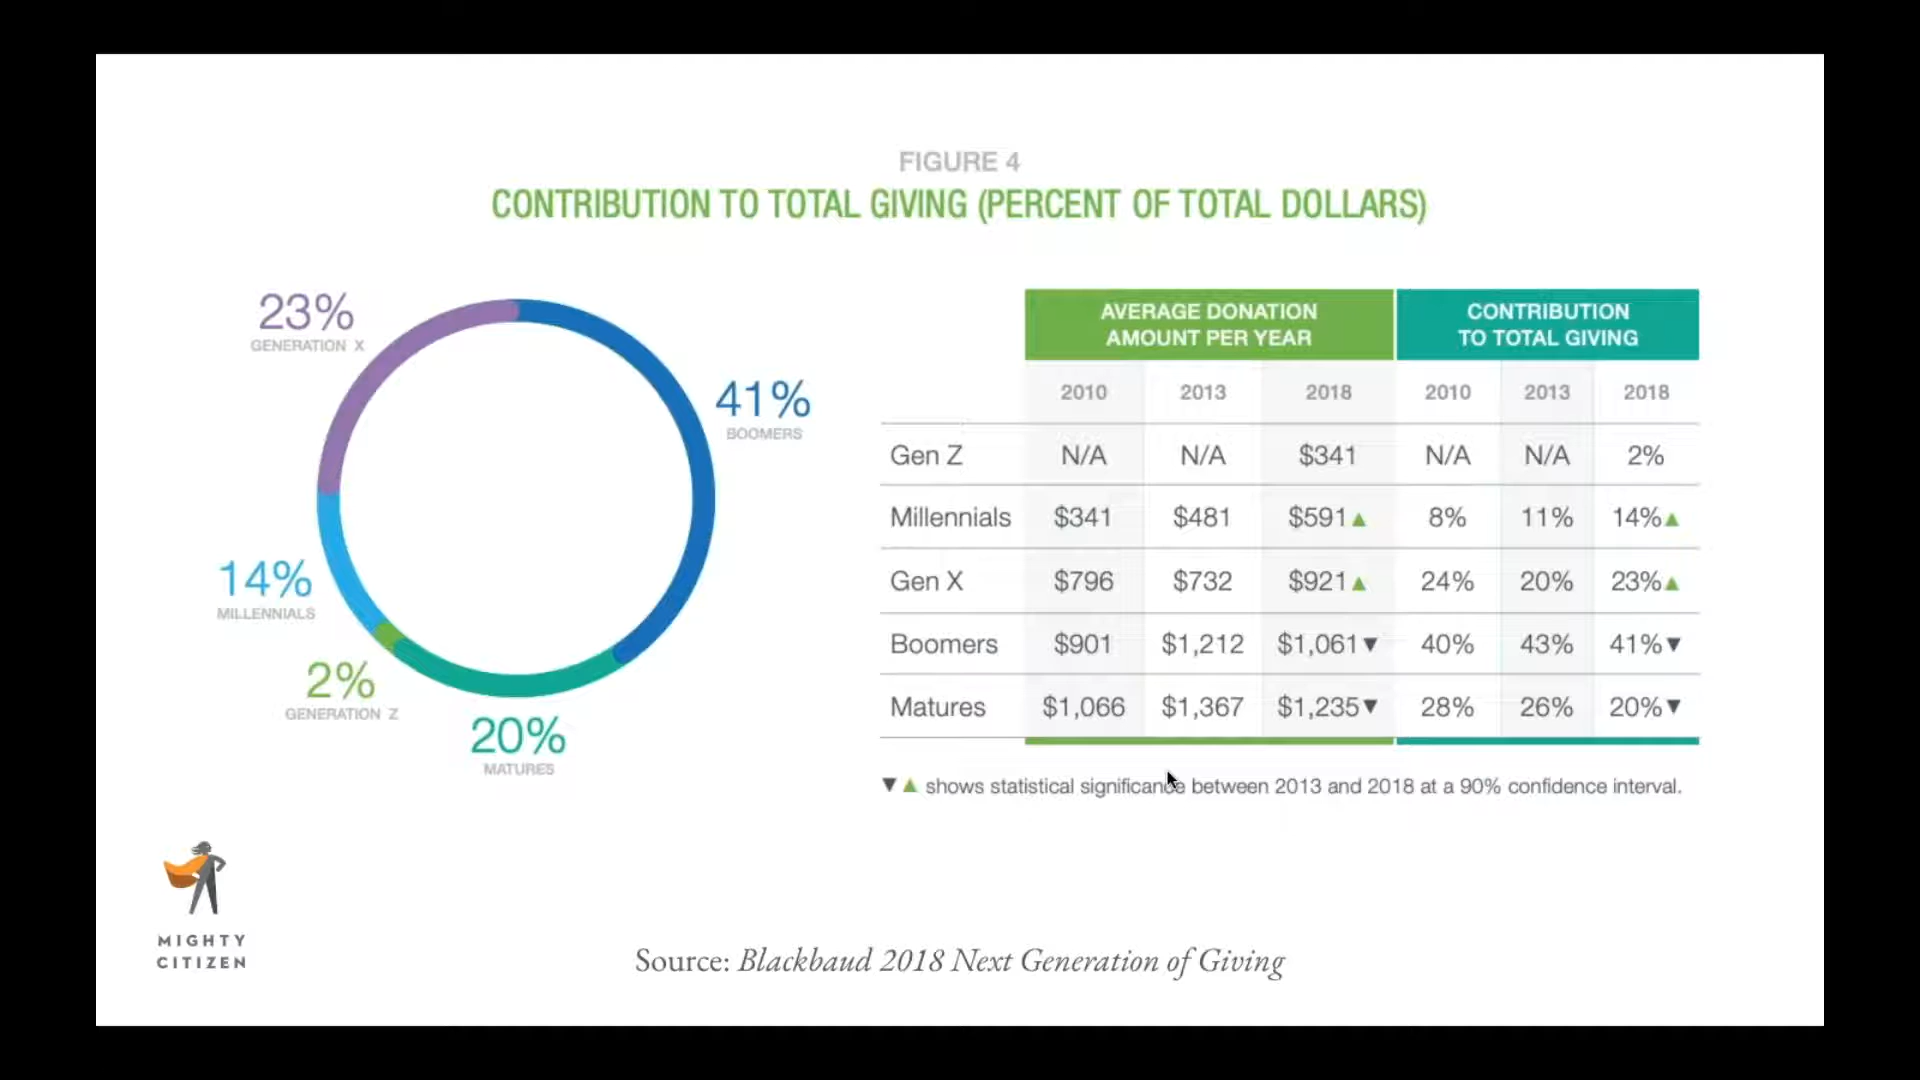 FIGURE 4
CONTRIBUTION TO TOTAL GIVING (PERCENT OF TOTAL DOLLARS)
23%
GENERATION X
41%
BOOMERS
14%
MILLENNIALS
2%
GENERATION Z
20%
MATURES
AVERAGE DONATION CONTRIBUTION
AMOUNT PER YEAR TO TOTAL GIVING
2010 2013 2018 2010 2013 2018
Gen Z N/A N/A $341 N/A N/A 2%
Millennials $341 $481 $591▲ 8% 11% 14%▲
Gen X $796 $732 $921▲ 24% 20% 23%▲
Boomers $901 $1,212 $1,061▼ 40% 43% 41%▼
Matures $1,066 $1,367 $1,235▼ 28% 26% 20%▼
▼▲ shows statistical significance between 2013 and 2018 at a 90% confidence interval.
MIGHTY
CITIZEN
Source: Blackbaud 2018 Next Generation of Giving